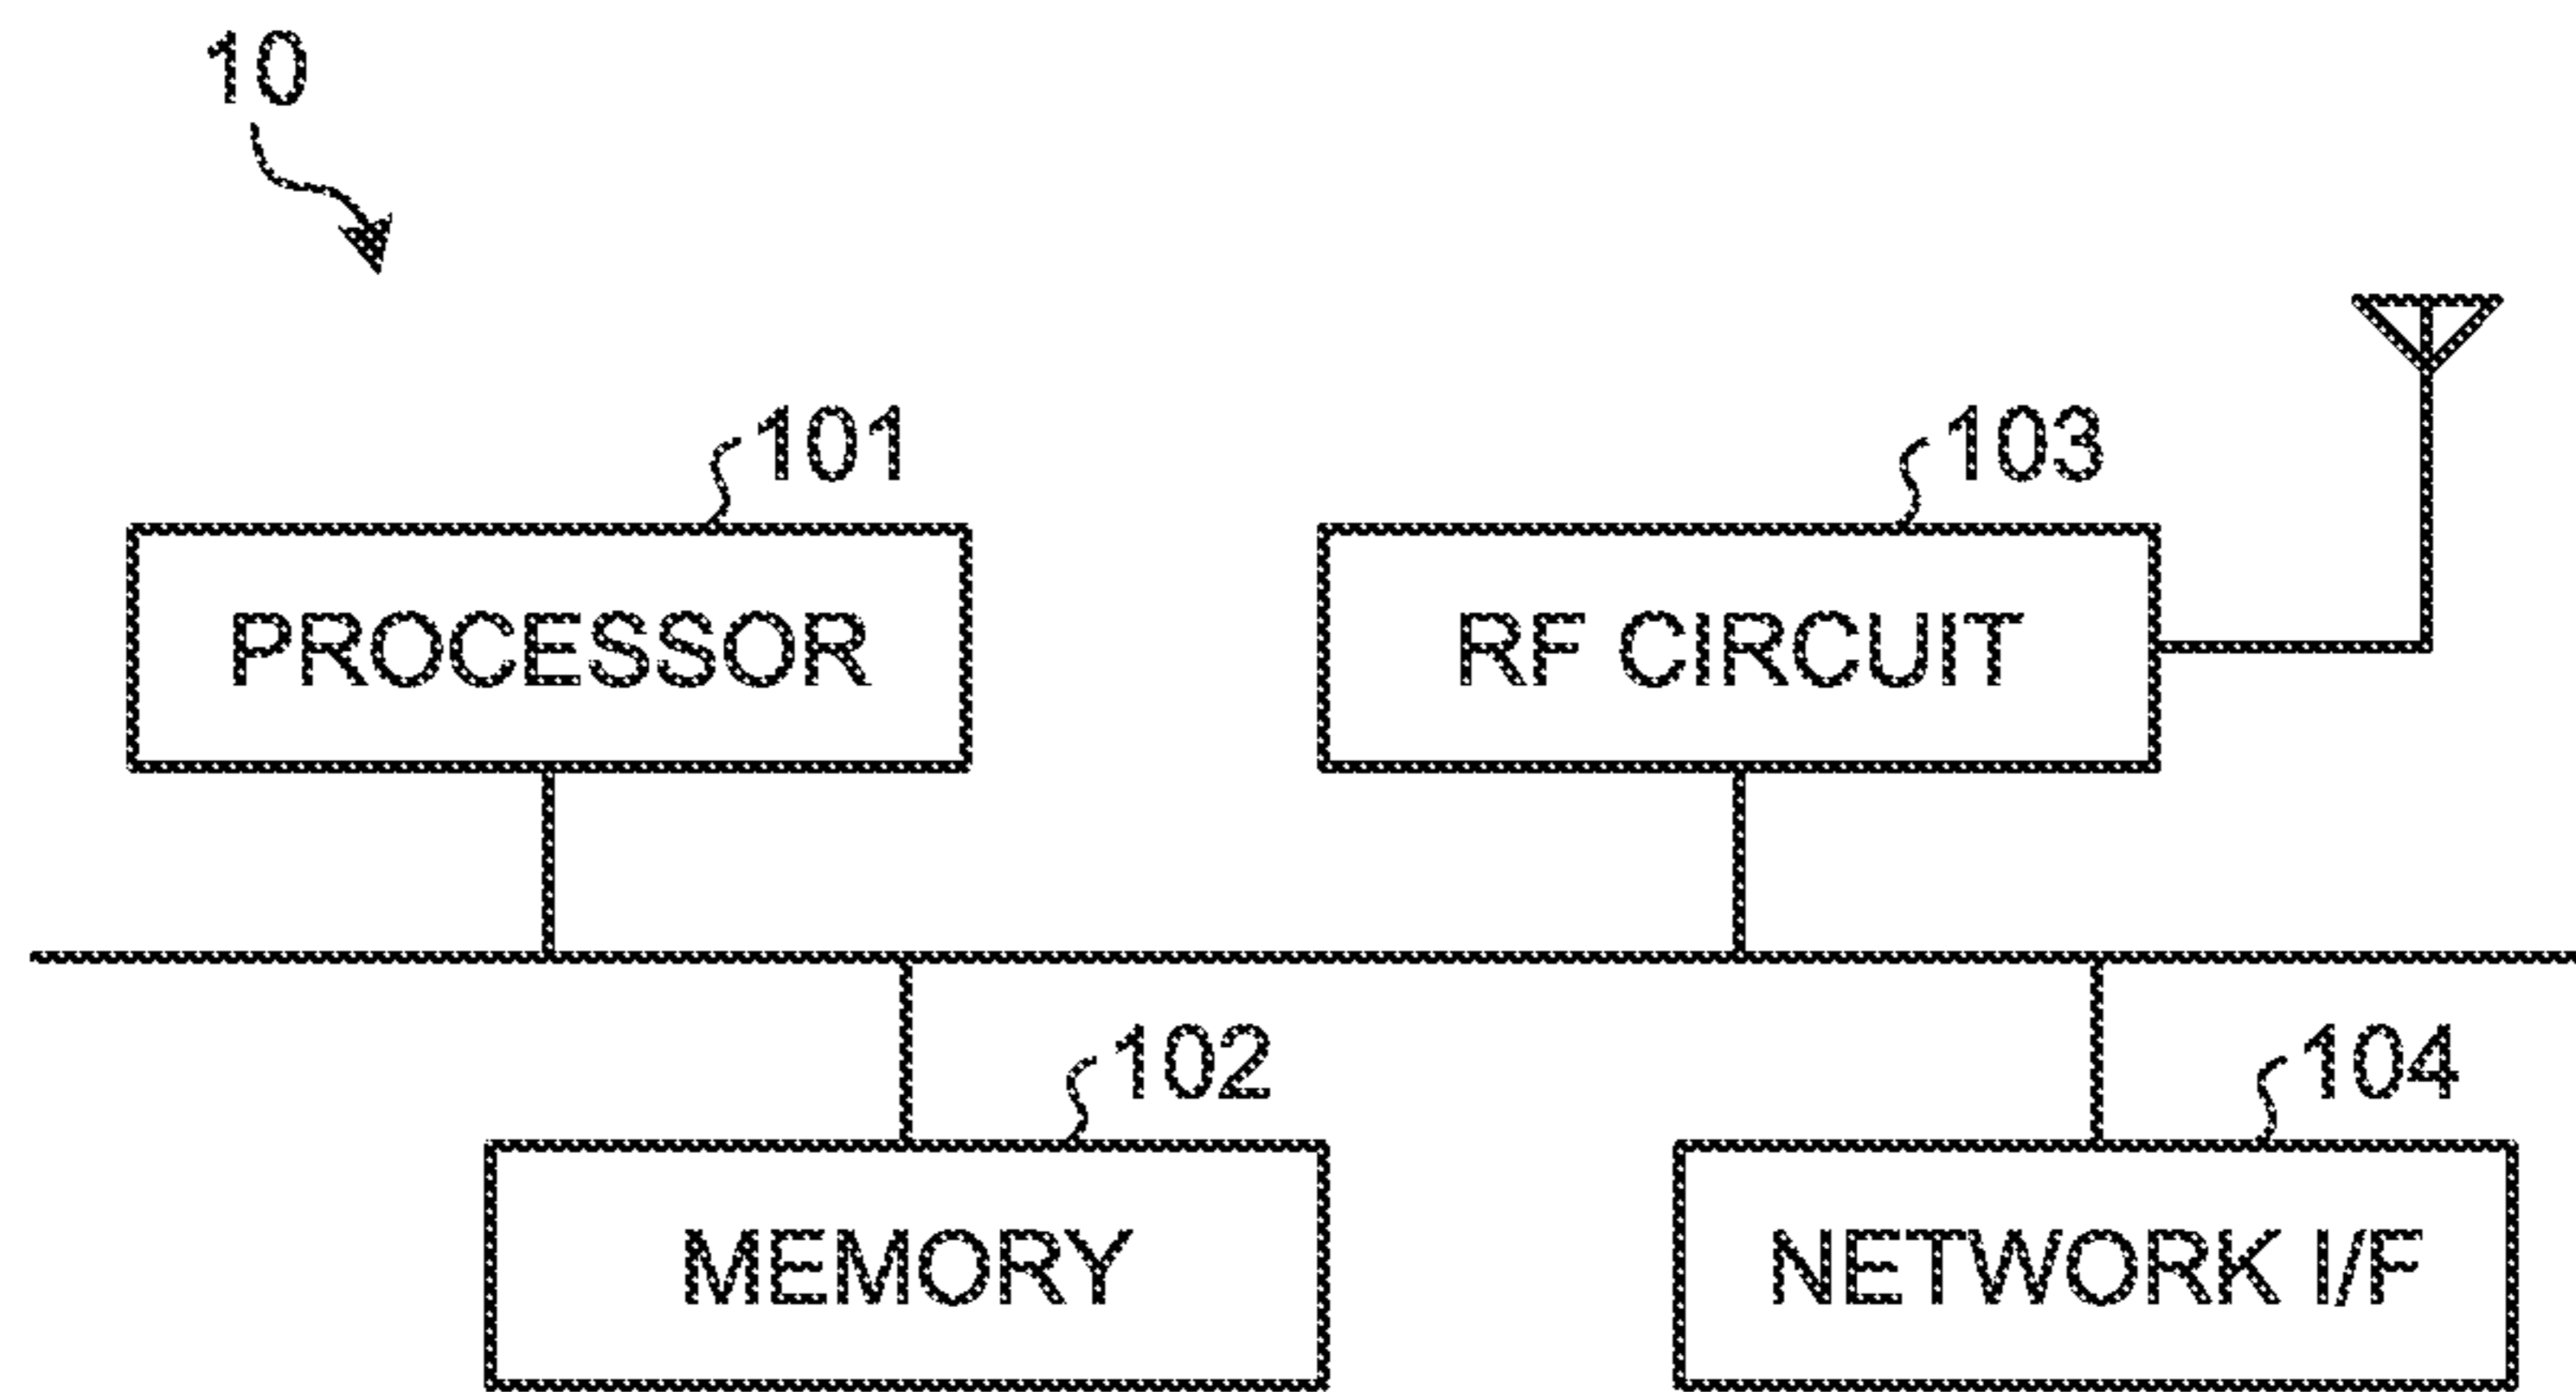 10
101
103
PROCESSOR
RF CIRCUIT
102
104
MEMORY
NETWORK I/F